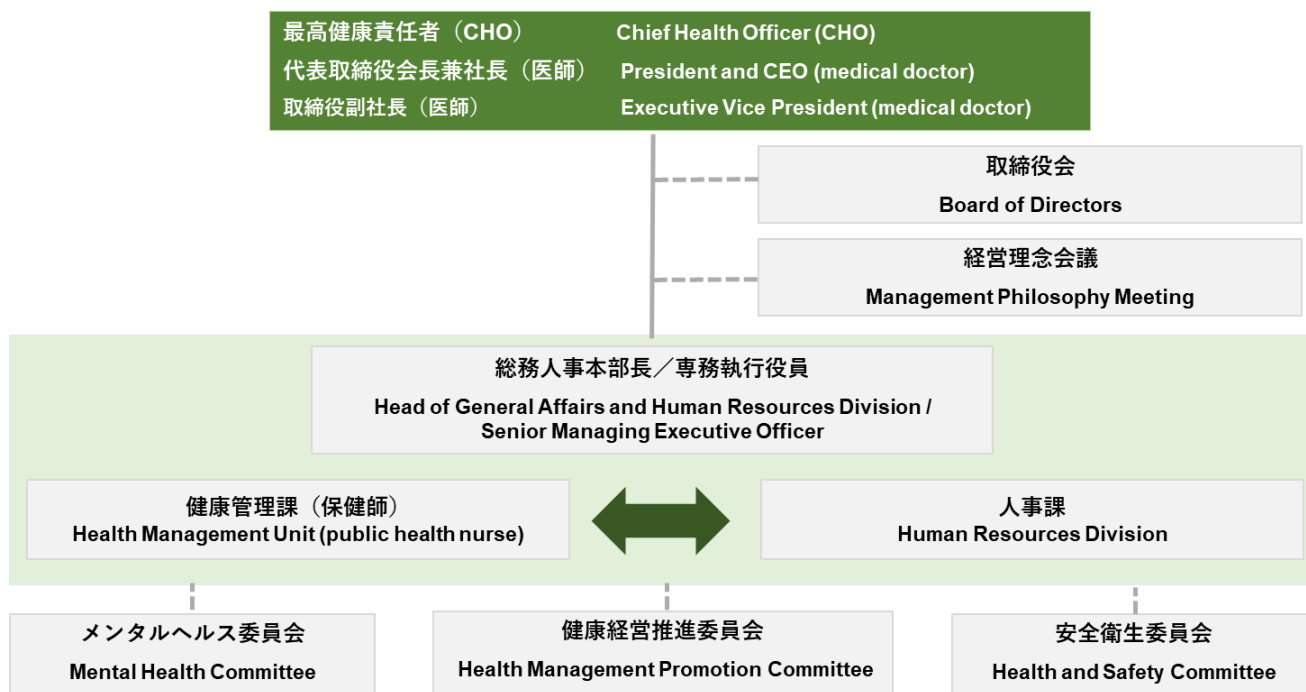 最高健康責任者（CHO） Chief Health Officer (CHO)
代表取締役会長兼社長（医師） President and CEO (medical doctor)
取締役副社長（医師） Executive Vice President (medical doctor)
取締役会
Board of Directors
経営理念会議
Management Philosophy Meeting
総務人事本部長／専務執行役員
Head of General Affairs and Human Resources Division /
Senior Managing Executive Officer
健康管理課（保健師）
Health Management Unit (public health nurse)
人事課
Human Resources Division
メンタルヘルス委員会
Mental Health Committee
健康経営推進委員会
Health Management Promotion Committee
安全衛生委員会
Health and Safety Committee